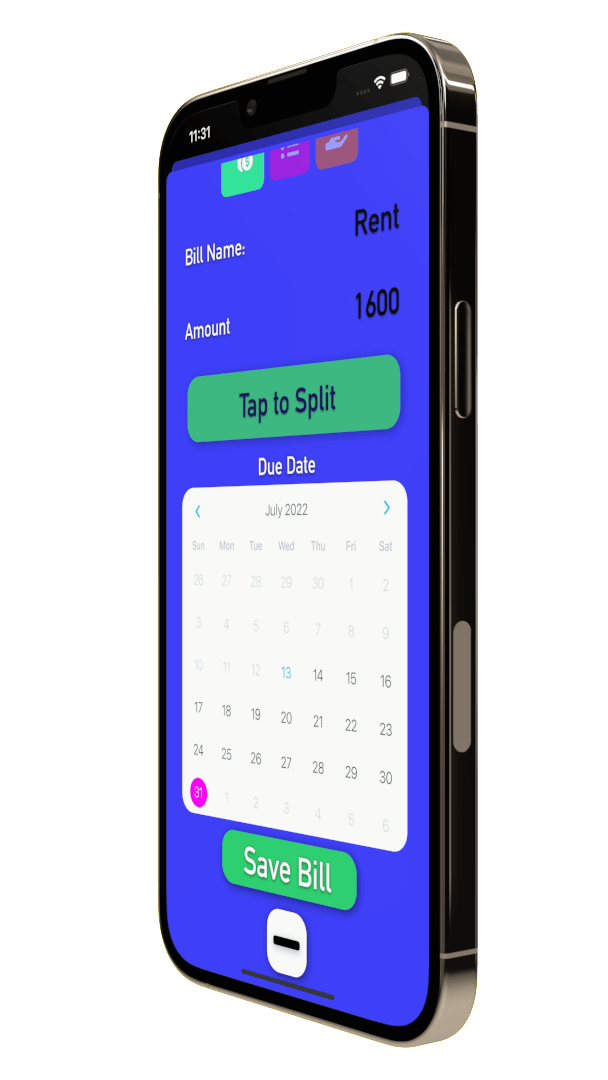 11:31
Rent
Bill Name:
1600
Amount
Tap to Split
Due Date
July 2022
Sun Mon Tue Wed Thu Fri Sat
26 27 28 29 30 1 2
3 4 5 6 7 8 9
10 11 12 13 14 15 16
17 18 19 20 21 22 23
24 25 26 27 28 29 30
31 1 2 3 4 5 6
Save Bill